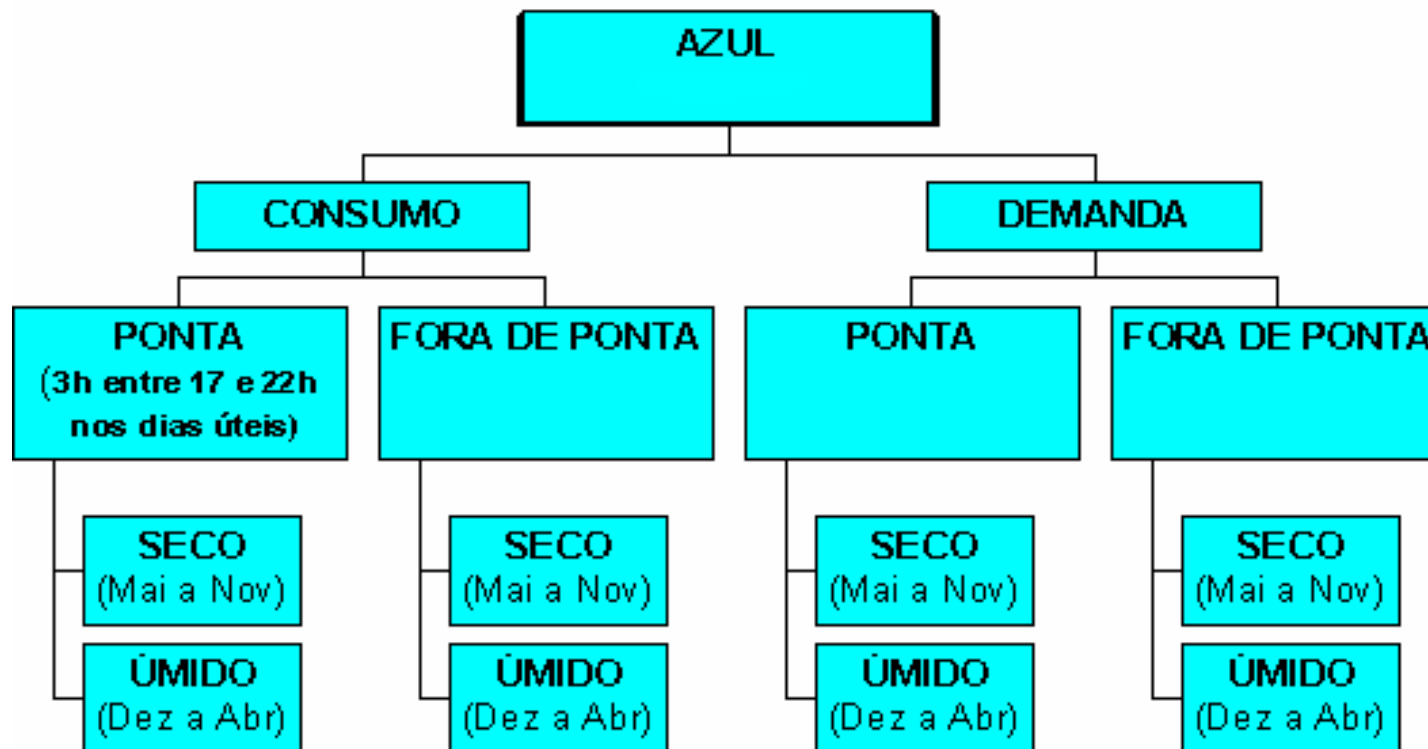 AZUL
CONSUMO
DEMANDA
PONTA
(3h entre 17 e 22h
nos dias úteis)
FORA DE PONTA
PONTA
FORA DE PONTA
SECO
(Mai a Nov)
SECO
(Mai a Nov)
SECO
(Mai a Nov)
SECO
(Mai a Nov)
ÚMIDO
(Dez a Abr)
ÚMIDO
(Dez a Abr)
ÚMIDO
(Dez a Abr)
ÚMIDO
(Dez a Abr)